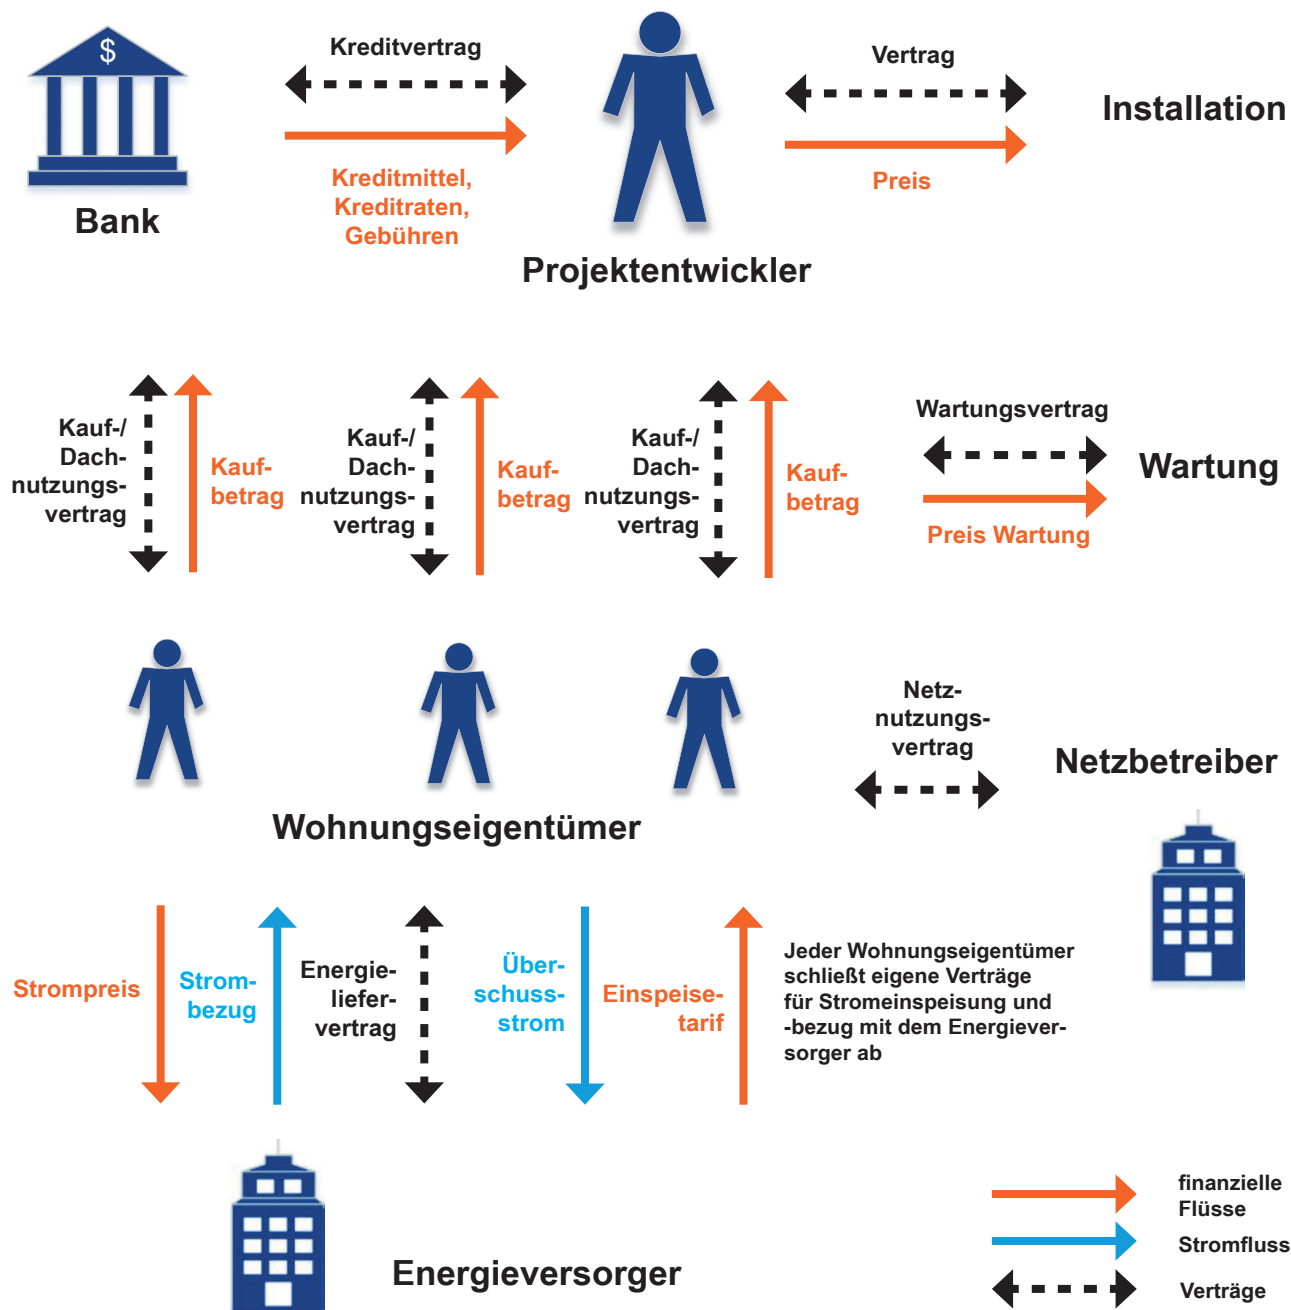 $
Bank
Kreditvertrag
Kreditmittel,
Kreditraten,
Gebühren
Projektentwickler
Vertrag
Preis
Installation
Kauf-/
Dach-
nutzungs-
vertrag
Kauf-
betrag
Kauf-/
Dach-
nutzungs-
vertrag
Kauf-
betrag
Kauf-/
Dach-
nutzungs-
vertrag
Kauf-
betrag
Wartungsvertrag
Preis Wartung
Wartung
Wohnungseigentümer
Netz-
nutzungs-
vertrag
Netzbetreiber
Strompreis
Strom-
bezug
Energie-
liefer-
vertrag
Über-
schuss-
strom
Einspeise-
tarif
Jeder Wohnungseigentümer
schließt eigene Verträge
für Stromeinspeisung und
-bezug mit dem Energiever-
sorger ab
Energieversorger
finanzielle
Flüsse
Stromfluss
Verträge